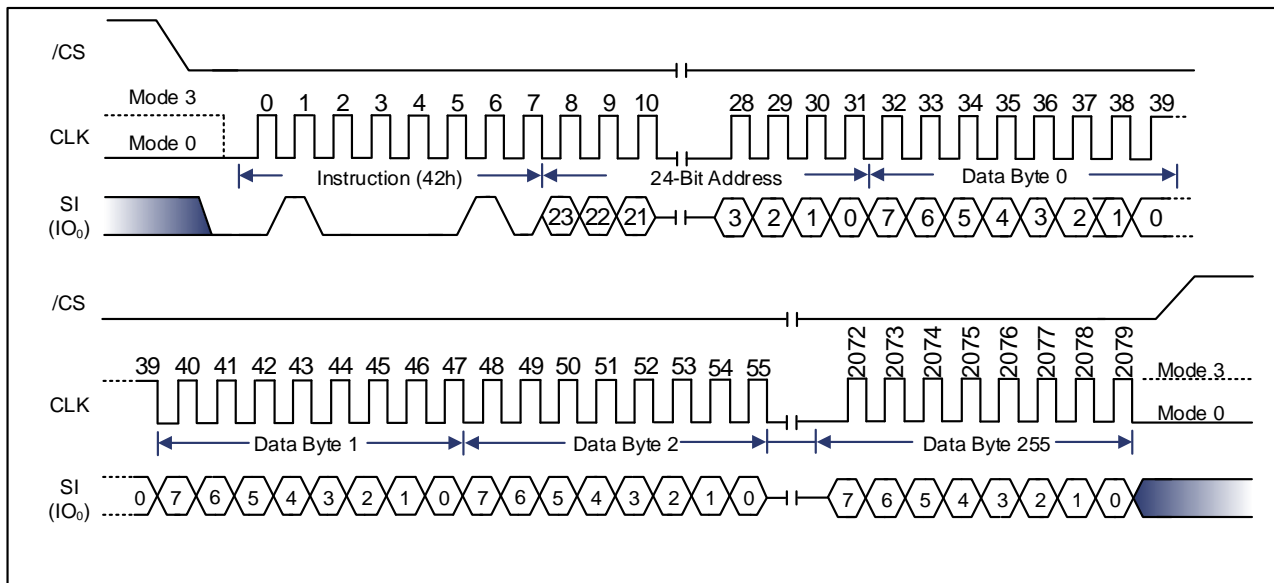 /CS
Mode 3
0 1 2 3 4 5 6 7 8 9 10 28 29 30 31 32 33 34 35 36 37 38 39
CLK
Mode 0
Instruction (42h) 24-Bit Address Data Byte 0
SI
(IO₀)
23 22 21 3 2 1 0 7 6 5 4 3 2 1 0
/CS
39 40 41 42 43 44 45 46 47 48 49 50 51 52 53 54 55 2072 2073 2074 2075 2076 2077 2078 2079
Mode 3
CLK
Mode 0
Data Byte 1 Data Byte 2 Data Byte 255
SI
(IO₀)
0 7 6 5 4 3 2 1 0 7 6 5 4 3 2 1 0 7 6 5 4 3 2 1 0